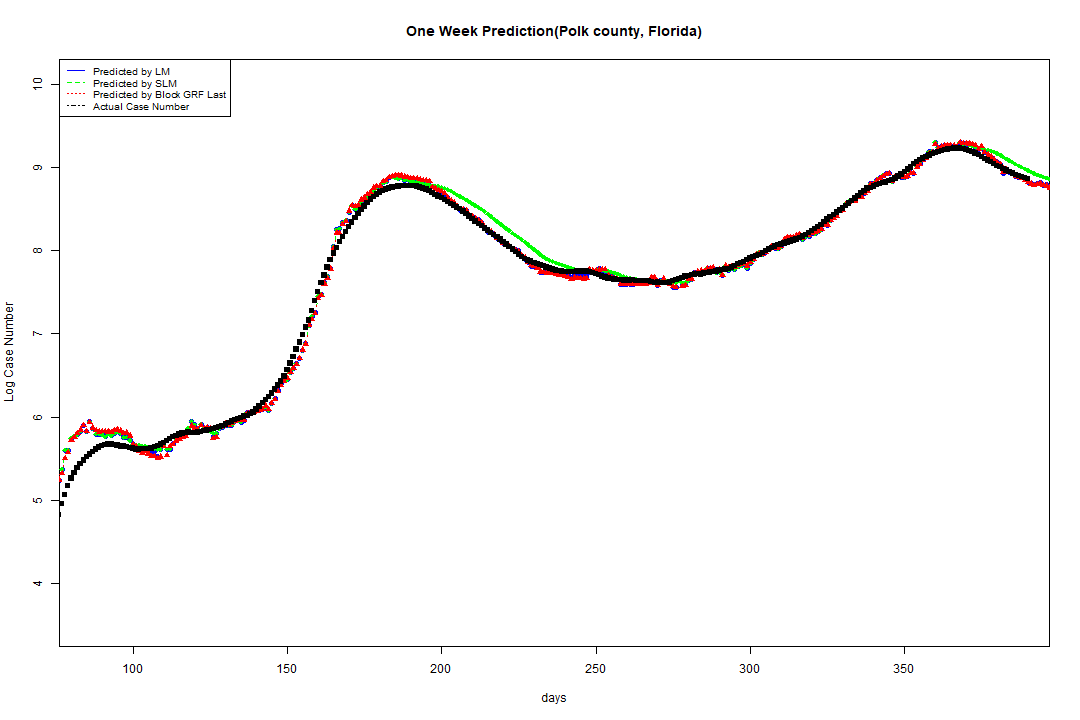 One Week Prediction(Polk county, Florida)
Predicted by LM
Predicted by SLM
Predicted by Block GRF Last
Actual Case Number
10
9
8
7
6
5
4
Log Case Number
100 150 200 250 300 350
days